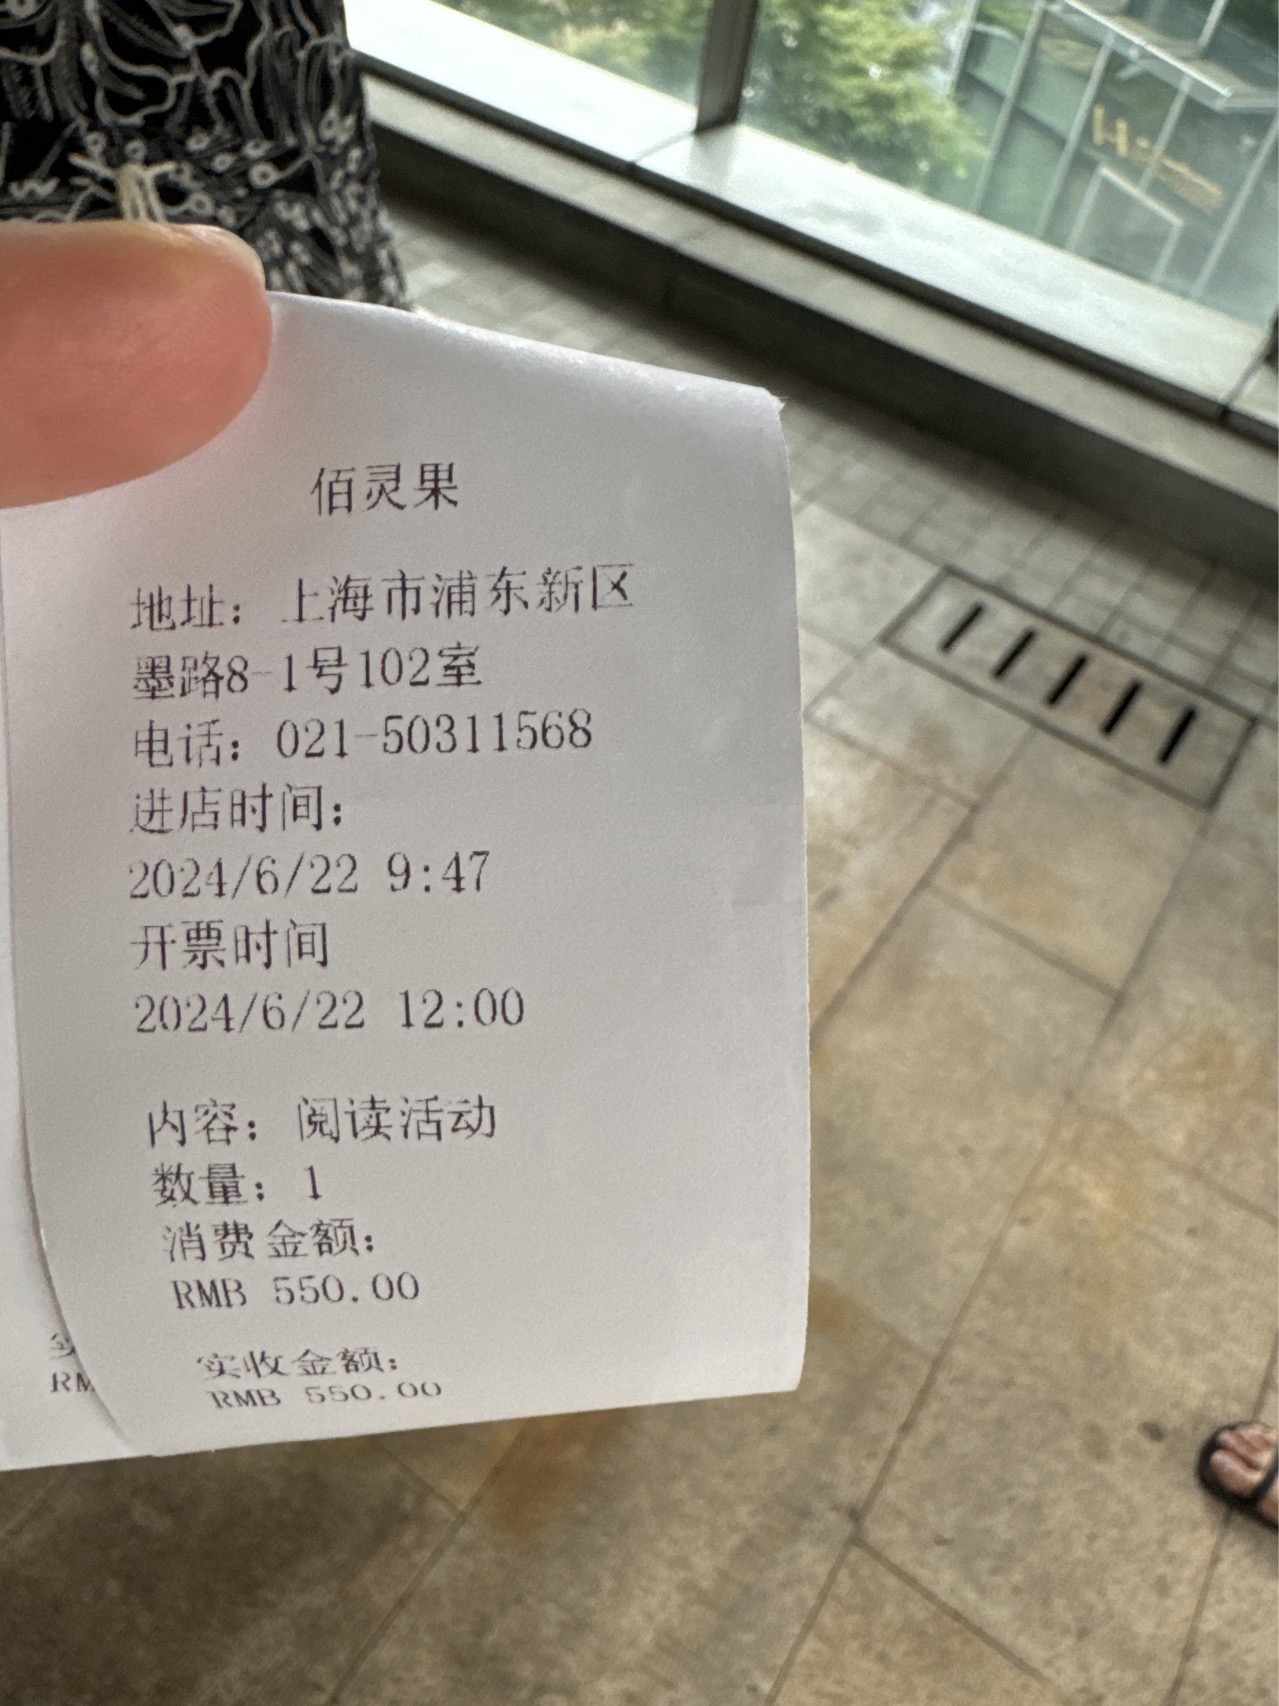 佰灵果
地址：上海市浦东新区
墨路8-1号102室
电话：021-50311568
进店时间：
2024/6/22 9:47
开票时间
2024/6/22 12:00
内容：阅读活动
数量：1
消费金额：
RMB 550.00
实收金额：
RMB 550.00
RM